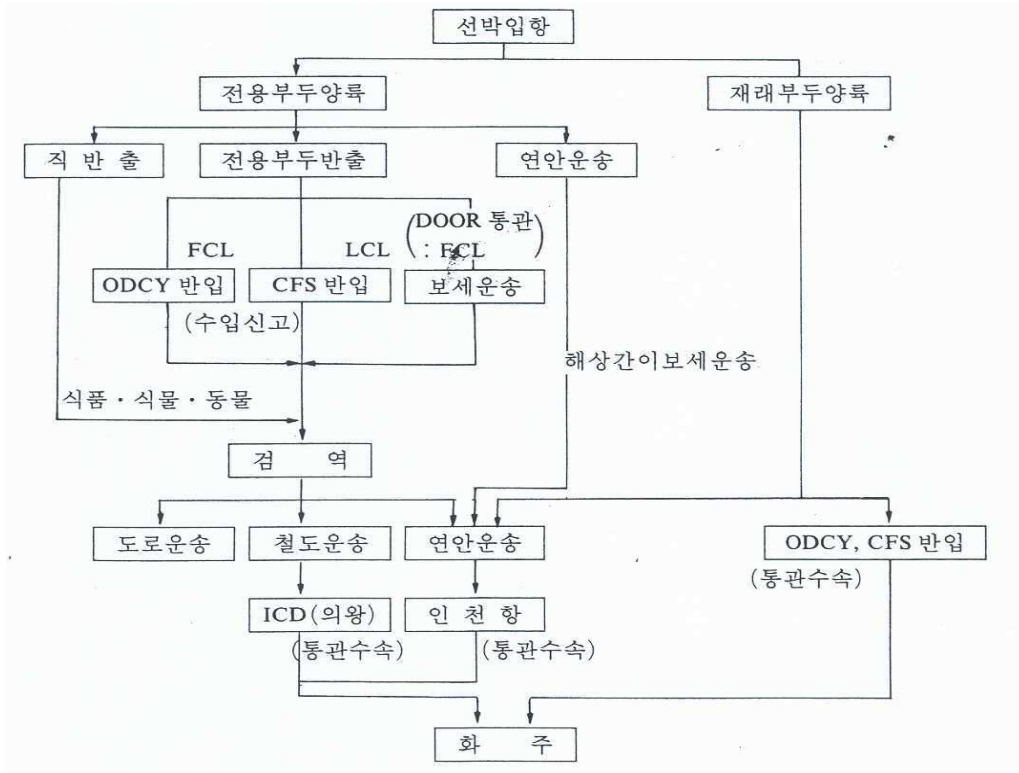 선박입항
전용부두양륙 재래부두양륙
직 반 출 전용부두반출 연안운송
FCL LCL (DOOR 통관
: FCL)
ODCY 반입 CFS 반입 보세운송
(수입신고)
해상간이보세운송
식품·식물·동물
검 역
도로운송 철도운송 연안운송 ODCY, CFS 반입
(통관수속)
ICD(의왕) 인 천 항
(통관수속) (통관수속)
화 주